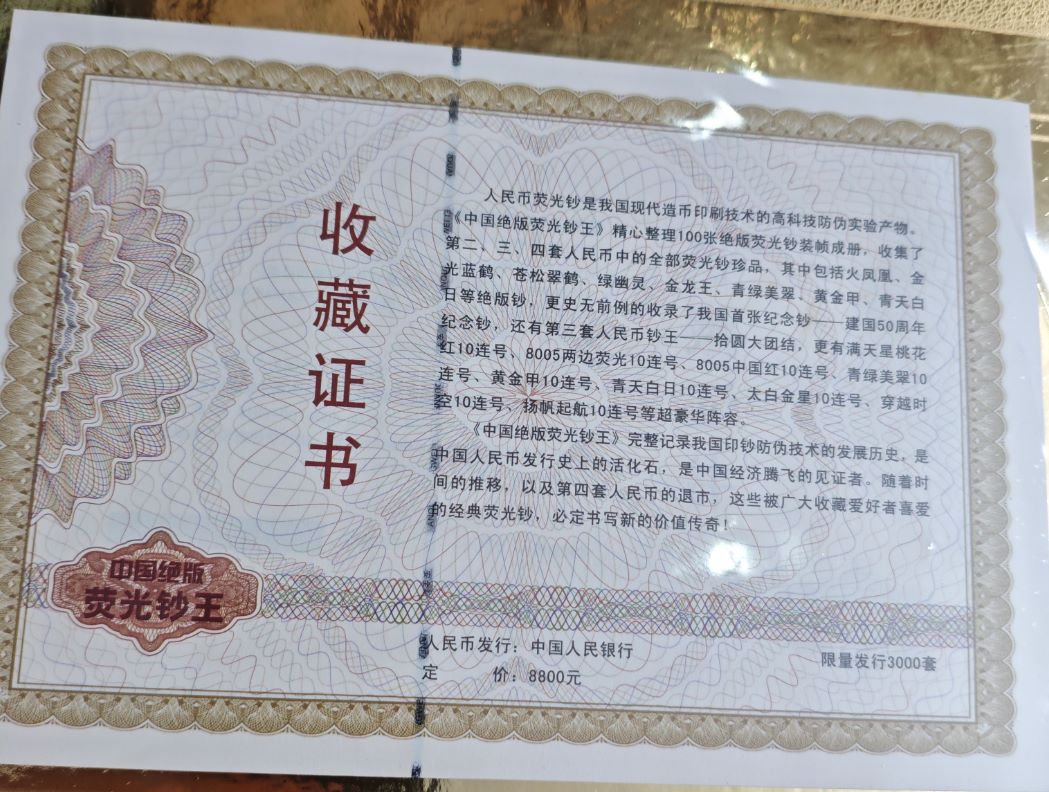 收藏证书
人民币荧光钞是我国现代造币印刷技术的高科技防伪实验产物。
《中国绝版荧光钞王》精心整理100张绝版荧光钞装帧成册，收集了
第二、三、四套人民币中的全部荧光钞珍品，其中包括火凤凰、金
光蓝鹤、苍松翠鹤、绿幽灵、金龙王、青绿美翠、黄金甲、青天白
日等绝版钞，更史无前例的收录了我国首张纪念钞——建国50周年
纪念钞，还有第三套人民币钞王——拾圆大团结，更有满天星桃花
红10连号、8005两边荧光10连号、8005中国红10连号、青绿美翠10
连号、黄金甲10连号、青天白日10连号、太白金星10连号、穿越时
空10连号、扬帆起航10连号等超豪华阵容。
《中国绝版荧光钞王》完整记录我国印钞防伪技术的发展历史，是
中国人民币发行史上的活化石，是中国经济腾飞的见证者。随着时
间的推移，以及第四套人民币的退市，这些被广大收藏爱好者喜爱
的经典荧光钞，必定书写新的价值传奇！
中国绝版
荧光钞王
人民币发行：中国人民银行
定 价：8800元
限量发行3000套